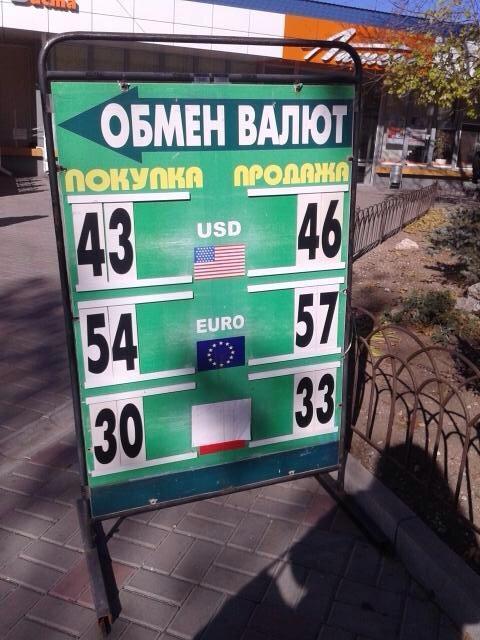 ОБМЕН ВАЛЮТ
ПОКУПКА ПРОДАЖА
43 USD 46
54 EURO 57
30 33